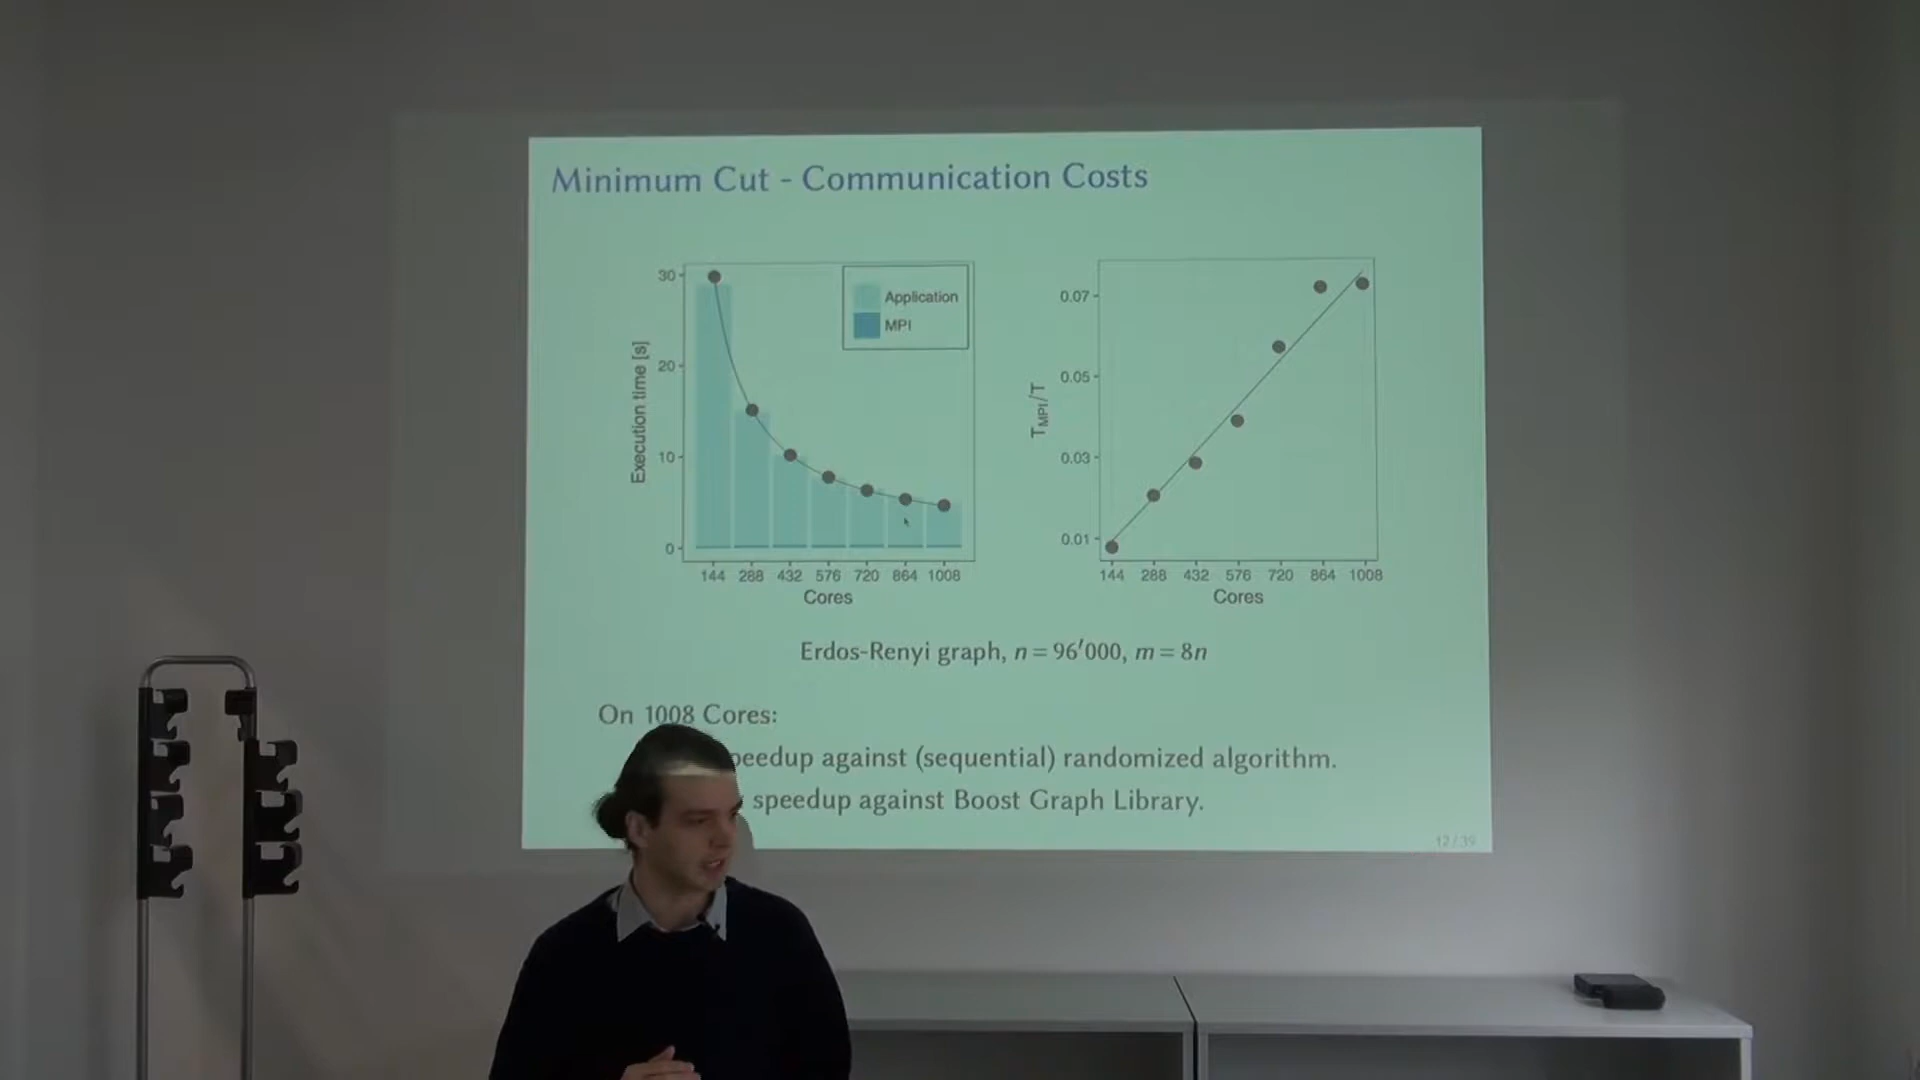 Minimum Cut - Communication Costs
30
20
10
0
Execution time [s]
Application
MPI
144 288 432 576 720 864 1008
Cores
0.07
0.05
0.03
0.01
T_MPI/T
144 288 432 576 720 864 1008
Cores
Erdos-Renyi graph, n = 96'000, m = 8n
On 1008 Cores:
speedup against (sequential) randomized algorithm.
speedup against Boost Graph Library.
12 / 39